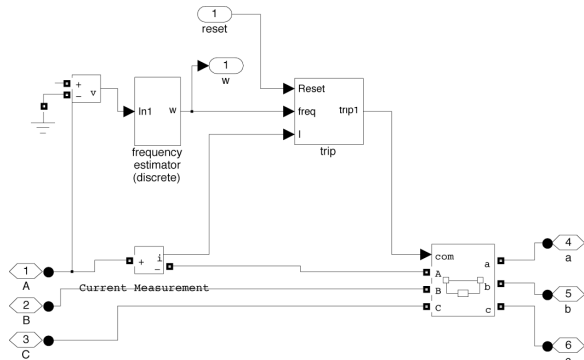 1
reset
1
w
+
-
v
In1 w
frequency
estimator
(discrete)
Reset
freq trip1
I
trip
1
A
+ i
-
Current Measurement
2
B
3
C
com
A
B
C
a
b
c
4
a
5
b
6